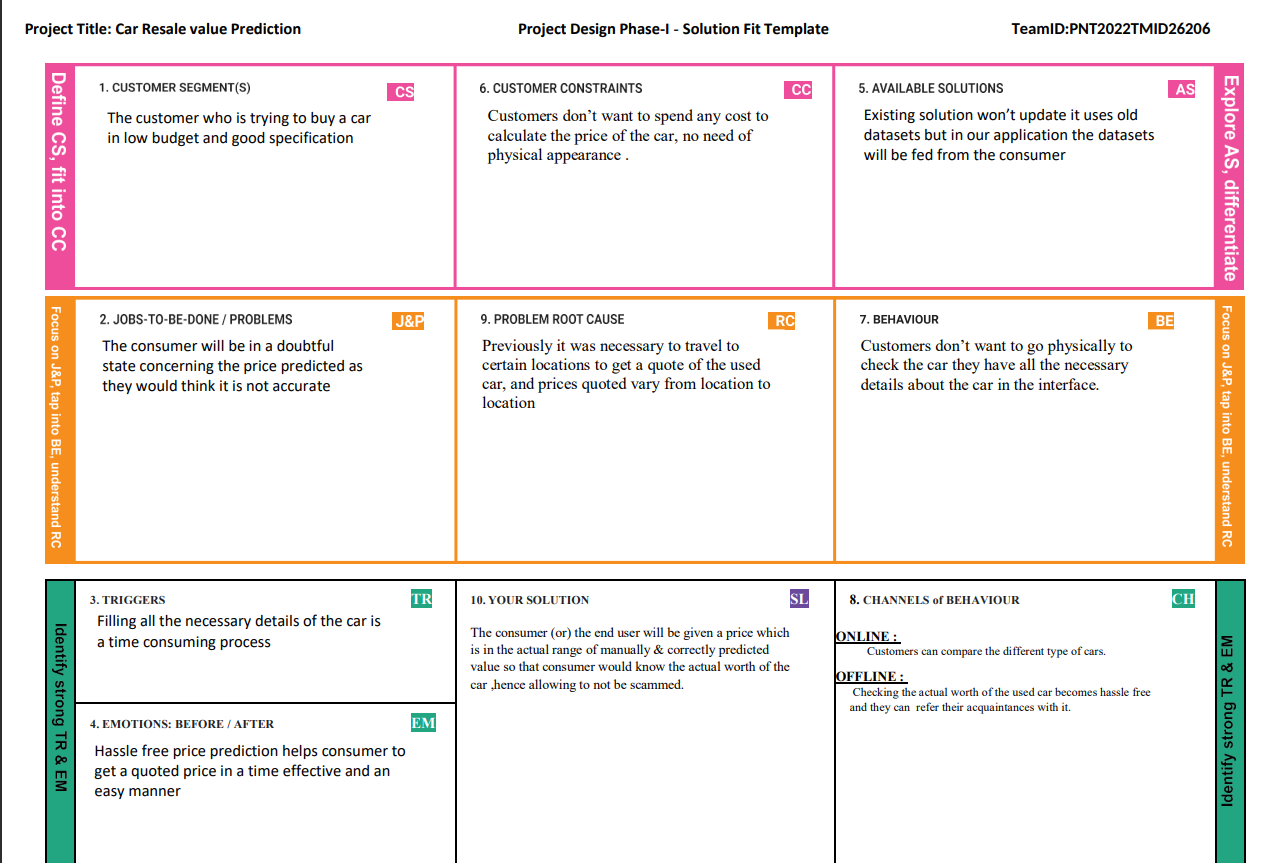 Project Title: Car Resale value Prediction
Project Design Phase-I - Solution Fit Template
TeamID:PNT2022TMID26206
Define CS, fit into CC
1. CUSTOMER SEGMENT(S)
CS
The customer who is trying to buy a car
in low budget and good specification
6. CUSTOMER CONSTRAINTS
CC
Customers don’t want to spend any cost to
calculate the price of the car, no need of
physical appearance .
5. AVAILABLE SOLUTIONS
AS
Existing solution won’t update it uses old
datasets but in our application the datasets
will be fed from the consumer
Explore AS, differentiate
Focus on J&P, tap into BE, understand RC
2. JOBS-TO-BE-DONE / PROBLEMS
J&P
The consumer will be in a doubtful
state concerning the price predicted as
they would think it is not accurate
9. PROBLEM ROOT CAUSE
RC
Previously it was necessary to travel to
certain locations to get a quote of the used
car, and prices quoted vary from location to
location
7. BEHAVIOUR
BE
Customers don’t want to go physically to
check the car they have all the necessary
details about the car in the interface.
Focus on J&P, tap into BE, understand RC
Identify strong TR & EM
3. TRIGGERS
TR
Filling all the necessary details of the car is
a time consuming process
4. EMOTIONS: BEFORE / AFTER
EM
Hassle free price prediction helps consumer to
get a quoted price in a time effective and an
easy manner
10. YOUR SOLUTION
SL
The consumer (or) the end user will be given a price which
is in the actual range of manually & correctly predicted
value so that consumer would know the actual worth of the
car ,hence allowing to not be scammed.
8. CHANNELS of BEHAVIOUR
CH
ONLINE :
Customers can compare the different type of cars.
OFFLINE :
Checking the actual worth of the used car becomes hassle free
and they can refer their acquaintances with it.
Identify strong TR & EM